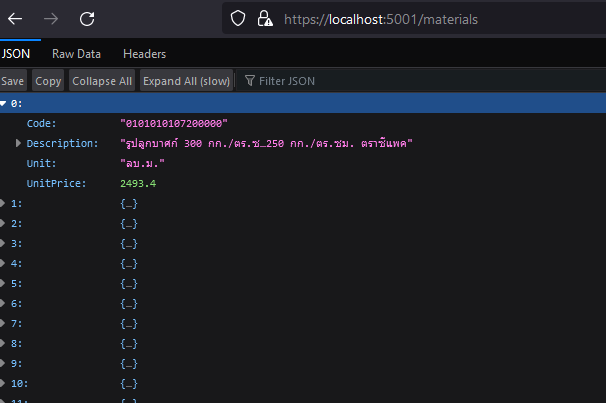 https://localhost:5001/materials
JSON Raw Data Headers
Save Copy Collapse All Expand All (slow) Filter JSON
0:
Code: "0101010107200000"
Description: "รูปลูกบาศก์ 300 กก./ตร.ซ…250 กก./ตร.ซม. ตราซีแพค"
Unit: "ลบ.ม."
UnitPrice: 2493.4
1: {…}
2: {…}
3: {…}
4: {…}
5: {…}
6: {…}
7: {…}
8: {…}
9: {…}
10: {…}
11: {…}